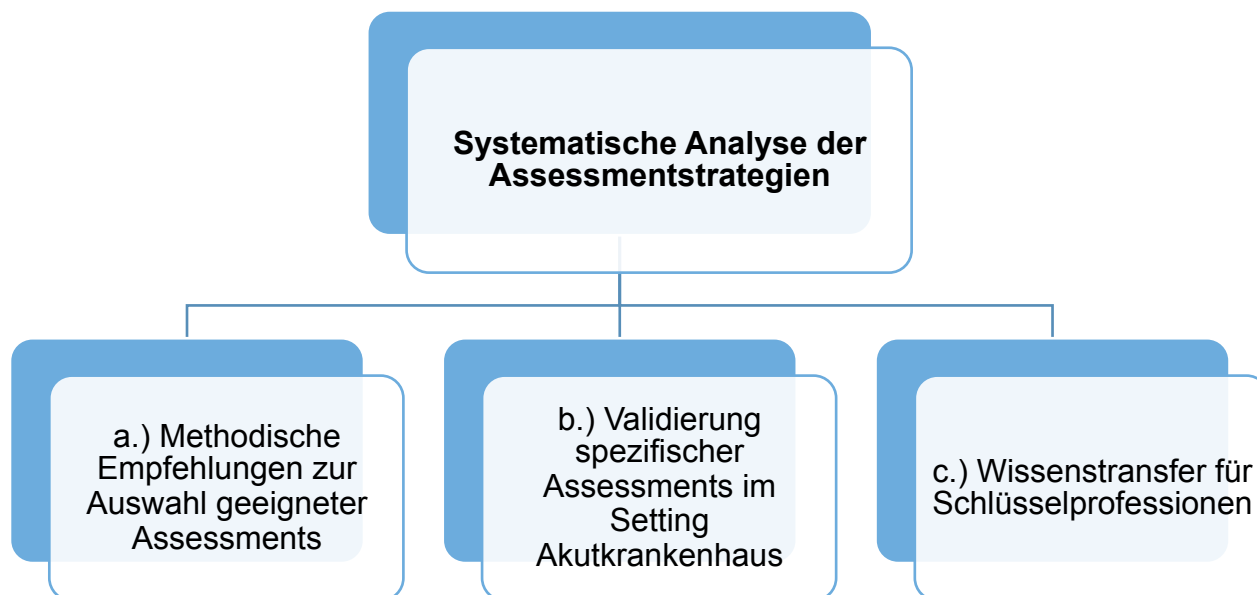 Systematische Analyse der
Assessmentstrategien
a.) Methodische
Empfehlungen zur
Auswahl geeigneter
Assessments
b.) Validierung
spezifischer
Assessments im
Setting
Akutkrankenhaus
c.) Wissenstransfer für
Schlüsselprofessionen